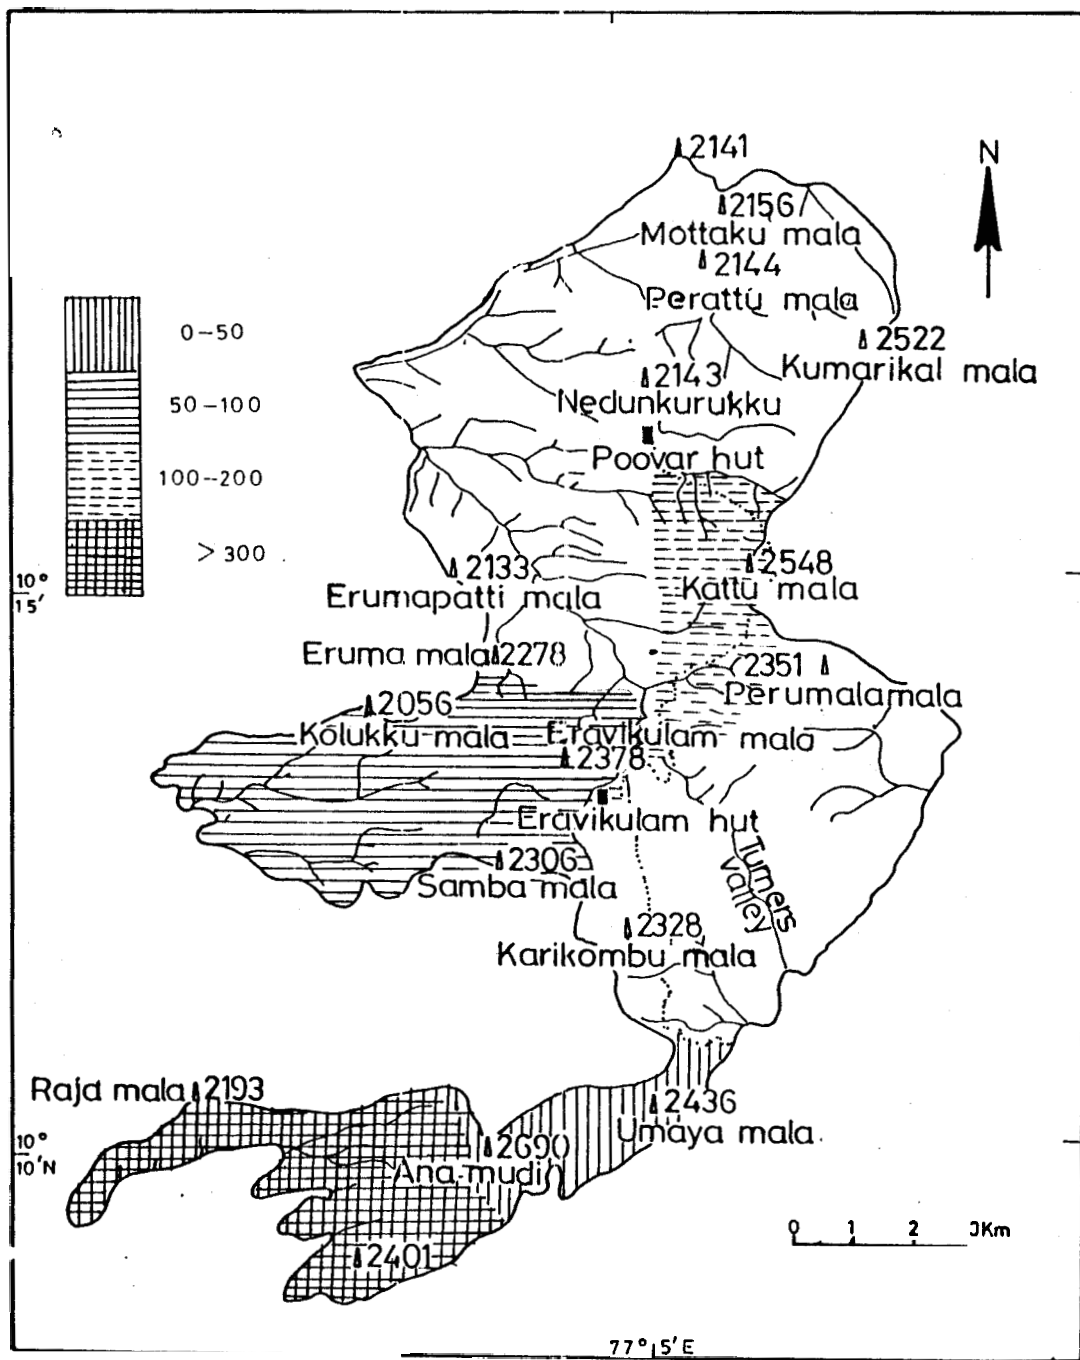 2141
N
2156
Mottaku mala
2144
Perattu mala
2522
Kumarikal mala
0-50
2143
Nedunkurukku
50-100
Poovar hut
100--200
> 300
2548
Kattu mala
10°
15'
2133
Erumapatti mala
Eruma mala 2278
2351
Perumalamala
2056
Kolukku mala
Eravikulam mala
2378
Eravikulam hut
2306
Samba mala
Turners
valley
2328
Karikombu mala
Raja mala 2193
2436
Umaya mala
10°
10'N
2690
Ana mudi
2401
0 1 2 3Km
77° 5' E